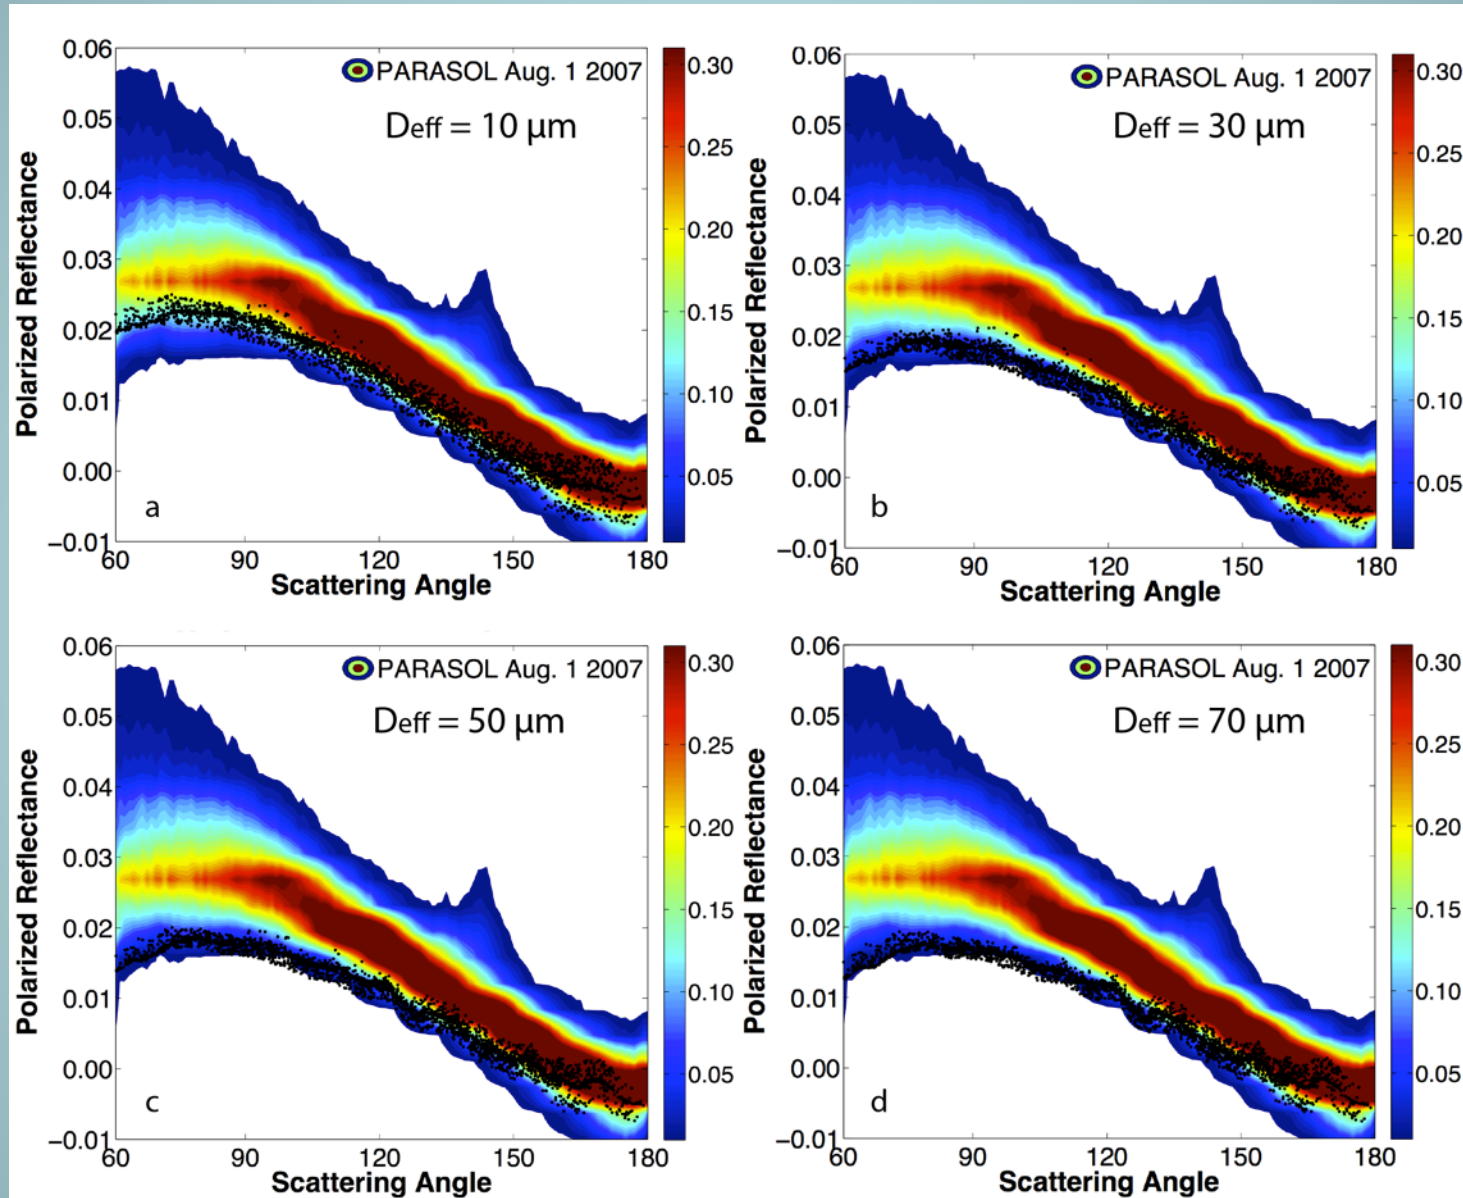 PARASOL Aug. 1 2007
Deff = 10 µm
Polarized Reflectance
0.06
0.05
0.04
0.03
0.02
0.01
0.00
−0.01
a
60 90 120 150 180
Scattering Angle
0.30
0.25
0.20
0.15
0.10
0.05
PARASOL Aug. 1 2007
Deff = 30 µm
Polarized Reflectance
0.06
0.05
0.04
0.03
0.02
0.01
0.00
−0.01
b
60 90 120 150 180
Scattering Angle
0.30
0.25
0.20
0.15
0.10
0.05
PARASOL Aug. 1 2007
Deff = 50 µm
Polarized Reflectance
0.06
0.05
0.04
0.03
0.02
0.01
0.00
−0.01
c
60 90 120 150 180
Scattering Angle
0.30
0.25
0.20
0.15
0.10
0.05
PARASOL Aug. 1 2007
Deff = 70 µm
Polarized Reflectance
0.06
0.05
0.04
0.03
0.02
0.01
0.00
−0.01
d
60 90 120 150 180
Scattering Angle
0.30
0.25
0.20
0.15
0.10
0.05